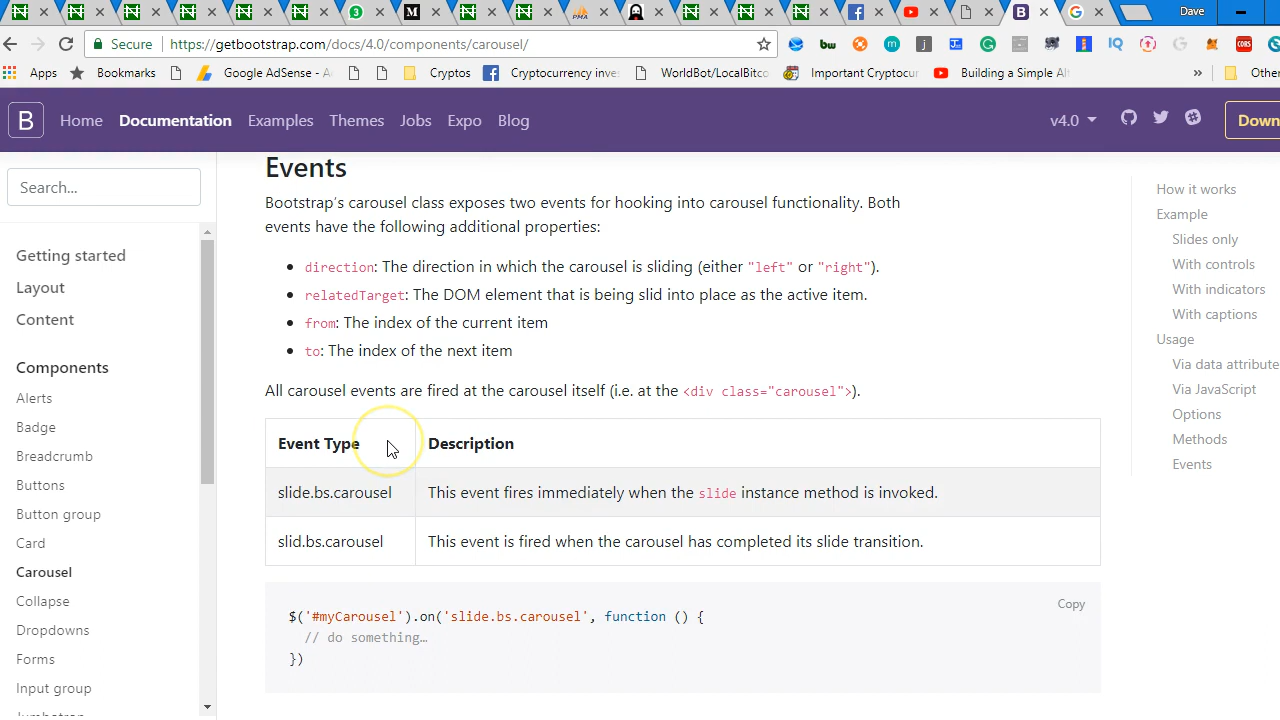 3
M
PMA
B
G
Dave
Secure
https://getbootstrap.com/docs/4.0/components/carousel/
bw
m
j
IQ
CORS
Apps
Bookmarks
Google AdSense - A
Cryptos
Cryptocurrency inve
WorldBB/LocalBitco
Important Cryptocur
Building a Simple Alt
»
Other
B
Home
Documentation
Examples
Themes
Jobs
Expo
Blog
v4.0
Down
Search...
Getting started
Layout
Content
Components
Alerts
Badge
Breadcrumb
Buttons
Button group
Card
Carousel
Collapse
Dropdowns
Forms
Input group
Jumbotron
Events
Bootstrap's carousel class exposes two events for hooking into carousel functionality. Both
events have the following additional properties:
• direction: The direction in which the carousel is sliding (either "left" or "right").
• relatedTarget: The DOM element that is being slid into place as the active item.
• from: The index of the current item
• to: The index of the next item
All carousel events are fired at the carousel itself (i.e. at the <div class="carousel">).
Event Type Description
slide.bs.carousel This event fires immediately when the slide instance method is invoked.
slid.bs.carousel This event is fired when the carousel has completed its slide transition.
Copy
$('#myCarousel').on('slide.bs.carousel', function () {
// do something…
})
How it works
Example
Slides only
With controls
With indicators
With captions
Usage
Via data attribute
Via JavaScript
Options
Methods
Events